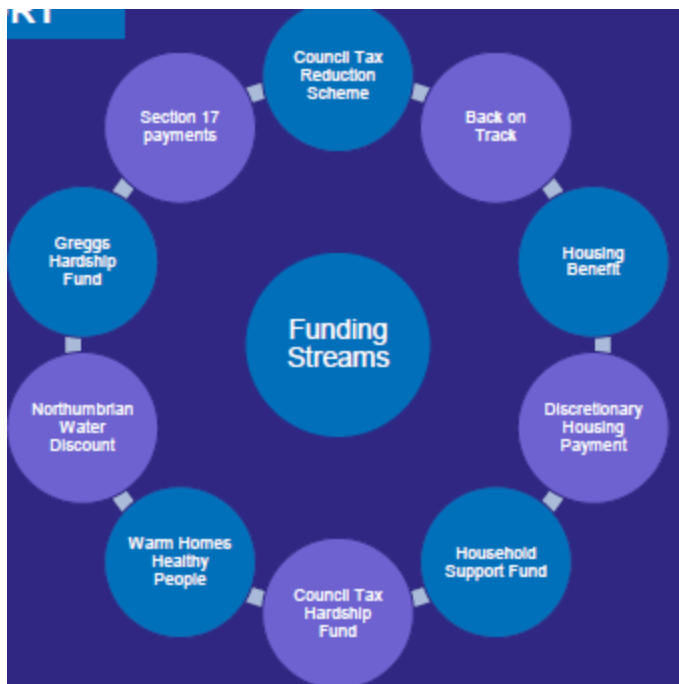 Council Tax
Reduction
Scheme
Section 17
payments
Back on
Track
Greggs
Hardship
Fund
Housing
Benefit
Funding
Streams
Northumbrian
Water
Discount
Discretionary
Housing
Payment
Warm Homes
Healthy
People
Household
Support Fund
Council Tax
Hardship
Fund